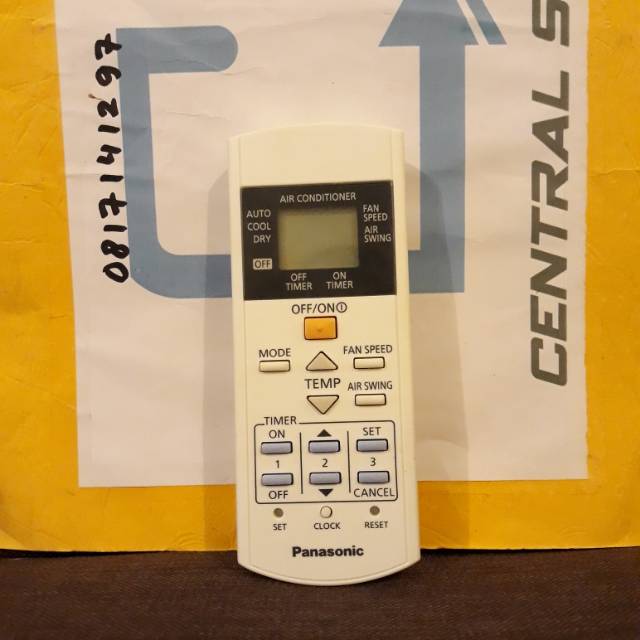 0817141297
CENTRAL S
AIR CONDITIONER
AUTO
COOL
DRY
OFF
FAN
SPEED
AIR
SWING
OFF
TIMER
ON
TIMER
OFF/ON
MODE
FAN SPEED
TEMP
AIR SWING
TIMER
ON
SET
1
2
3
OFF
CANCEL
SET
CLOCK
RESET
Panasonic